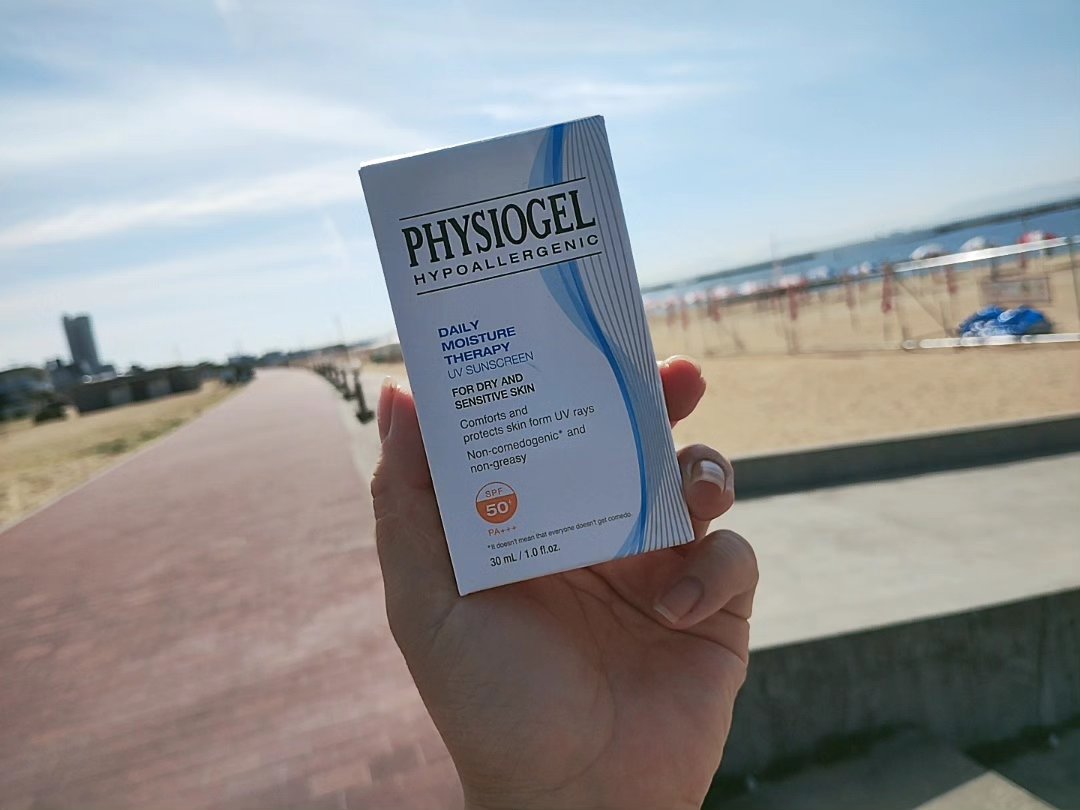 PHYSIOGEL
HYPOALLERGENIC
DAILY
MOISTURE
THERAPY
UV SUNSCREEN
FOR DRY AND
SENSITIVE SKIN
Comforts and
protects skin form UV rays
Non-comedogenic* and
non-greasy
SPF
50+
PA+++
*It doesn't mean that everyone doesn't get comedo.
30 mL / 1.0 fl.oz.